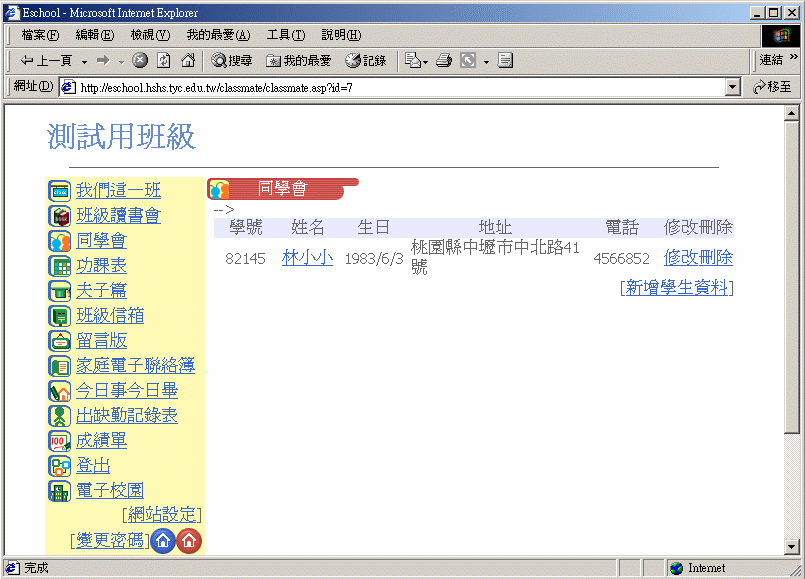 Eschool - Microsoft Internet Explorer
檔案(F) 編輯(E) 檢視(V) 我的最愛(A) 工具(T) 說明(H)
上一頁 搜尋 我的最愛 記錄 連結 »
網址(D) http://eschool.hshs.tyc.edu.tw/classmate/classmate.asp?id=7 移至
測試用班級
我們這一班
班級讀書會
同學會
功課表
夫子篇
班級信箱
留言版
家庭電子聯絡簿
今日事今日畢
出缺勤記錄表
100 成績單
登出
電子校園
[網站設定]
[變更密碼]
同學會
-->
學號 姓名 生日 地址 電話 修改刪除
82145 林小小 1983/6/3 桃園縣中壢市中北路41
號 4566852 修改刪除
[新增學生資料]
完成 Internet